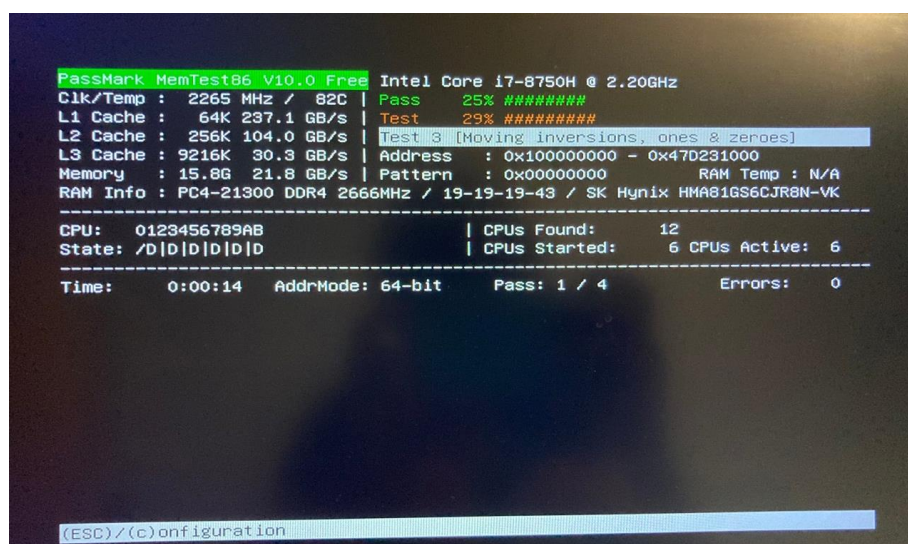 PassMark MemTest86 V10.0 Free Intel Core i7-8750H @ 2.20GHz
Clk/Temp : 2265 MHz / 82C | Pass 25% ########
L1 Cache : 64K 237.1 GB/s | Test 29% #########
L2 Cache : 256K 104.0 GB/s | Test 3 [Moving inversions, ones & zeroes]
L3 Cache : 9216K 30.3 GB/s | Address : 0x100000000 - 0x47D231000
Memory : 15.8G 21.8 GB/s | Pattern : 0x00000000 RAM Temp : N/A
RAM Info : PC4-21300 DDR4 2666MHz / 19-19-19-43 / SK Hynix HMA81GS6CJR8N-VK
CPU: 0123456789AB | CPUs Found: 12
State: /D|D|D|D|D|D | CPUs Started: 6 CPUs Active: 6
Time: 0:00:14 AddrMode: 64-bit Pass: 1 / 4 Errors: 0
(ESC)/(c)onfiguration